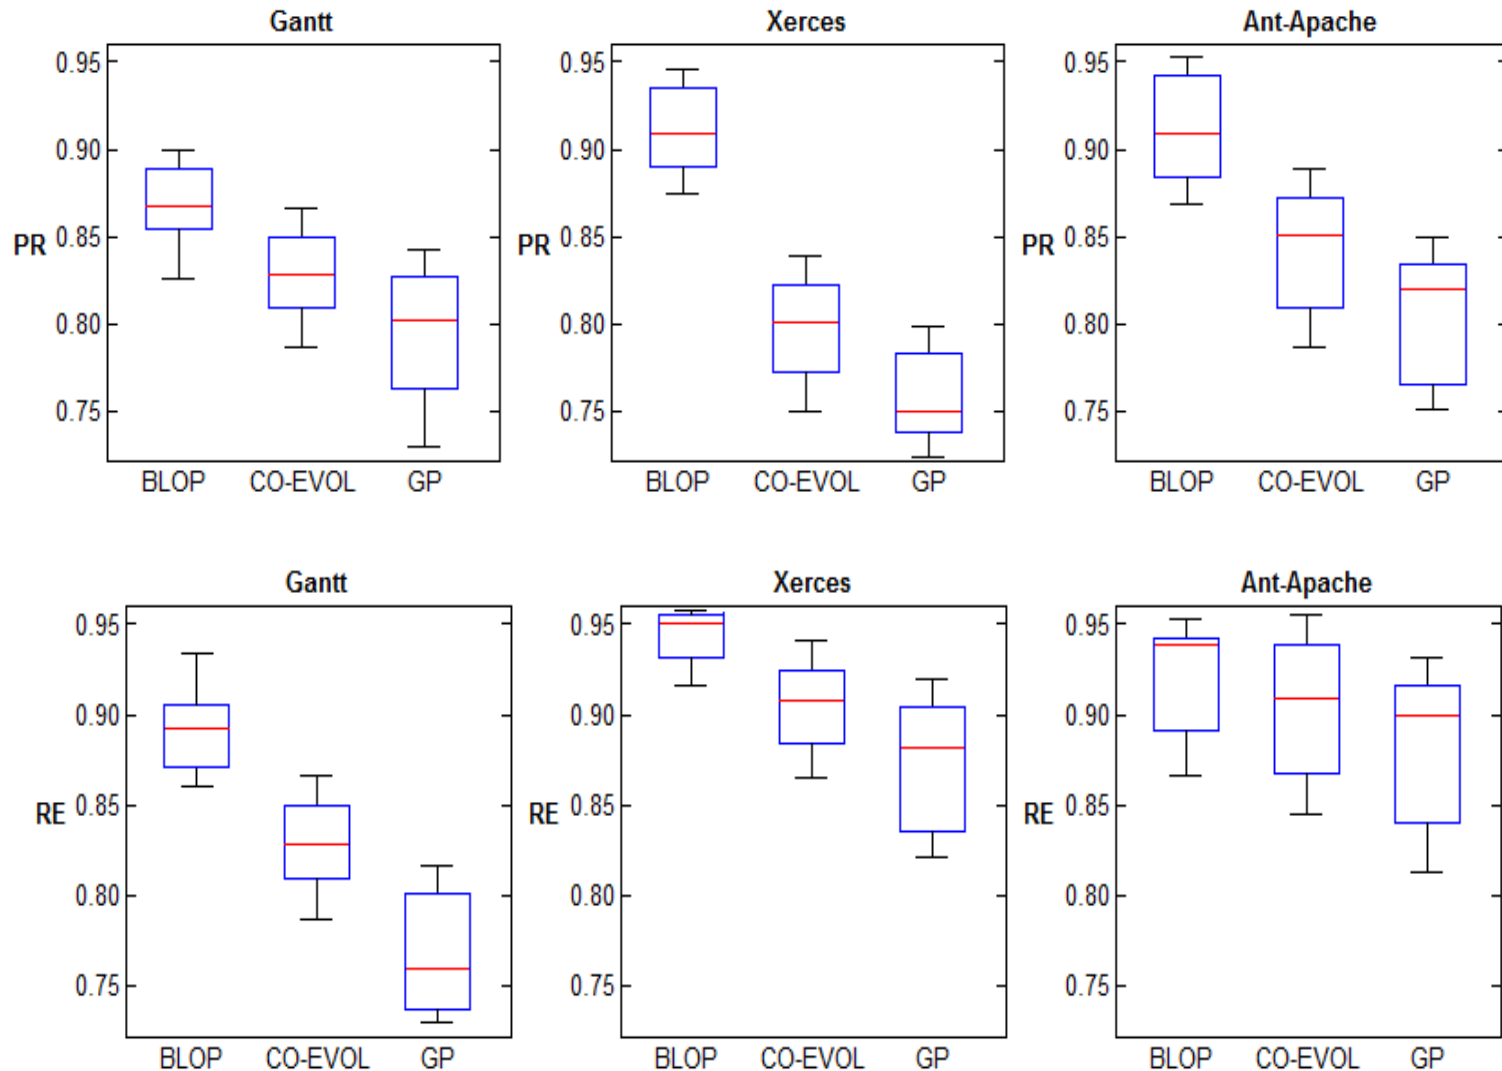 Gantt Xerces Ant-Apache
0.95 0.95 0.95
0.90 0.90 0.90
0.85 0.85 0.85
PR PR PR
0.80 0.80 0.80
0.75 0.75 0.75
BLOP CO-EVOL GP BLOP CO-EVOL GP BLOP CO-EVOL GP
Gantt Xerces Ant-Apache
0.95 0.95 0.95
0.90 0.90 0.90
0.85 0.85 0.85
RE RE RE
0.80 0.80 0.80
0.75 0.75 0.75
BLOP CO-EVOL GP BLOP CO-EVOL GP BLOP CO-EVOL GP